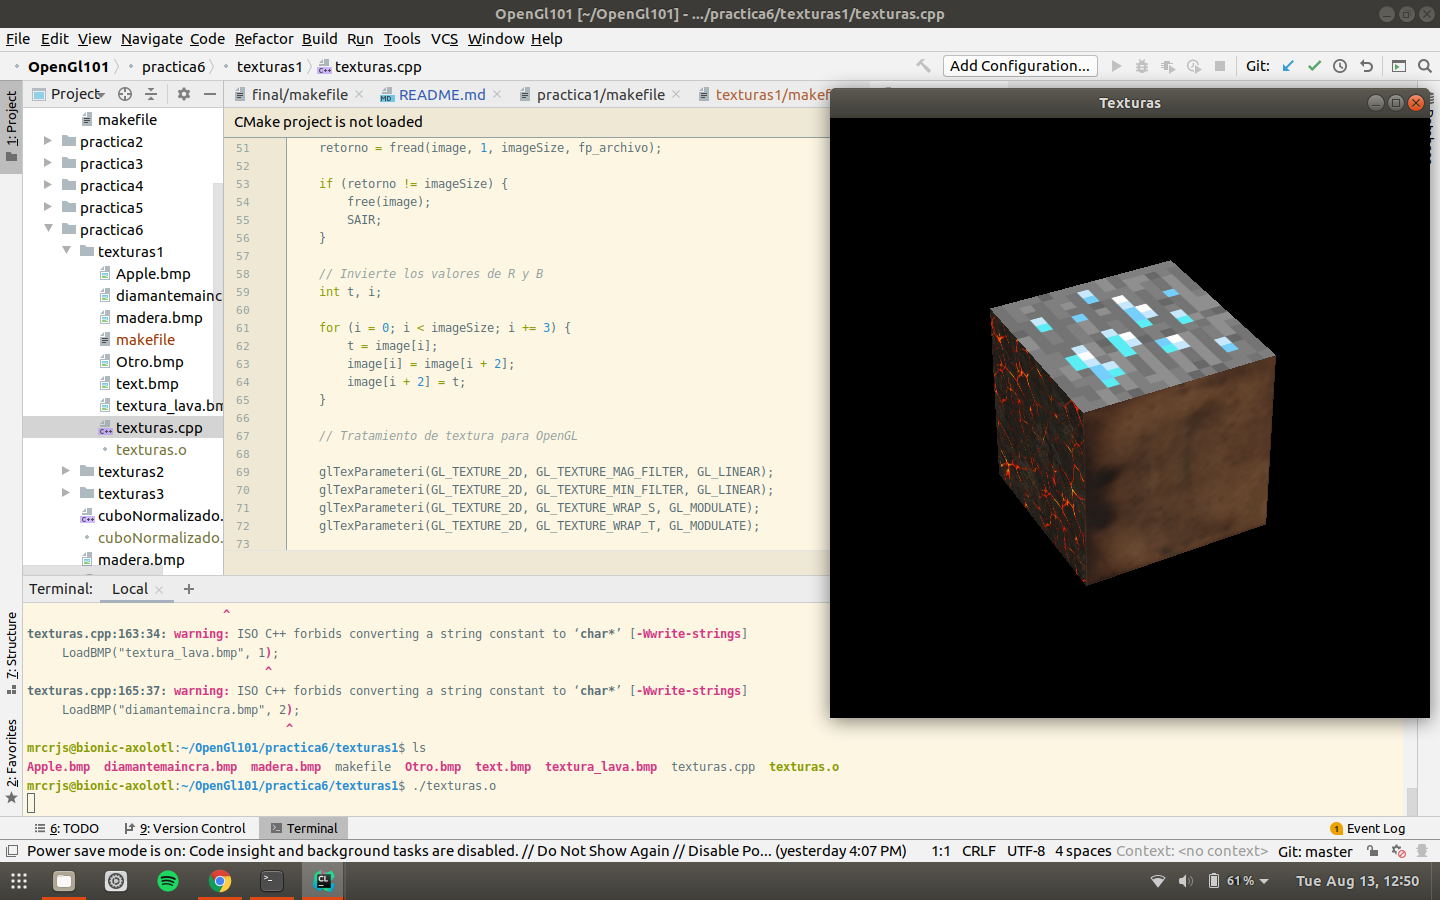 OpenGl101 [~/OpenGl101] - .../practica6/texturas1/texturas.cpp
File Edit View Navigate Code Refactor Build Run Tools VCS Window Help
OpenGl101 practica6 texturas1 texturas.cpp Add Configuration... Git:
1: Project
Project
final/makefile README.md practica1/makefile texturas1/makef
CMake project is not loaded
makefile
practica2
practica3
practica4
practica5
practica6
texturas1
Apple.bmp
diamantemainc
madera.bmp
makefile
Otro.bmp
text.bmp
textura_lava.bm
texturas.cpp
texturas.o
texturas2
texturas3
cuboNormalizado.
cuboNormalizado.
madera.bmp
51 retorno = fread(image, 1, imageSize, fp_archivo);
52
53 if (retorno != imageSize) {
54 free(image);
55 SAIR;
56 }
57
58 // Invierte los valores de R y B
59 int t, i;
60
61 for (i = 0; i < imageSize; i += 3) {
62 t = image[i];
63 image[i] = image[i + 2];
64 image[i + 2] = t;
65 }
66
67 // Tratamiento de textura para OpenGL
68
69 glTexParameteri(GL_TEXTURE_2D, GL_TEXTURE_MAG_FILTER, GL_LINEAR);
70 glTexParameteri(GL_TEXTURE_2D, GL_TEXTURE_MIN_FILTER, GL_LINEAR);
71 glTexParameteri(GL_TEXTURE_2D, GL_TEXTURE_WRAP_S, GL_MODULATE);
72 glTexParameteri(GL_TEXTURE_2D, GL_TEXTURE_WRAP_T, GL_MODULATE);
73
Texturas
Terminal: Local +
7: Structure
2: Favorites
^
texturas.cpp:163:34: warning: ISO C++ forbids converting a string constant to ‘char*’ [-Wwrite-strings]
LoadBMP("textura_lava.bmp", 1);
^
texturas.cpp:165:37: warning: ISO C++ forbids converting a string constant to ‘char*’ [-Wwrite-strings]
LoadBMP("diamantemaincra.bmp", 2);
^
mrcrjs@bionic-axolotl:~/OpenGl101/practica6/texturas1$ ls
Apple.bmp diamantemaincra.bmp madera.bmp makefile Otro.bmp text.bmp textura_lava.bmp texturas.cpp texturas.o
mrcrjs@bionic-axolotl:~/OpenGl101/practica6/texturas1$ ./texturas.o
6: TODO 9: Version Control Terminal 1 Event Log
Power save mode is on: Code insight and background tasks are disabled. // Do Not Show Again // Disable Po... (yesterday 4:07 PM) 1:1 CRLF UTF-8 4 spaces Context: <no context> Git: master
61 % Tue Aug 13, 12:50